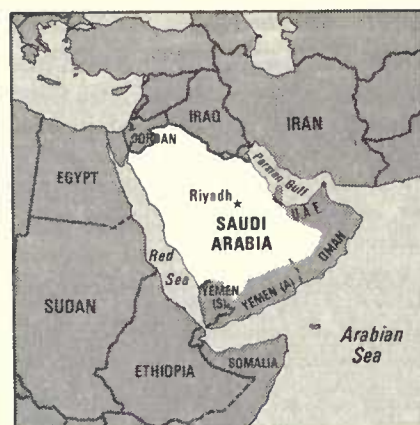 IRAQ
IRAN
JORDAN
EGYPT
Persian Gulf
Riyadh
U.A.E.
SAUDI
ARABIA
OMAN
Red
Sea
YEMEN
(S)
YEMEN (A)
SUDAN
Arabian
Sea
ETHIOPIA
SOMALIA